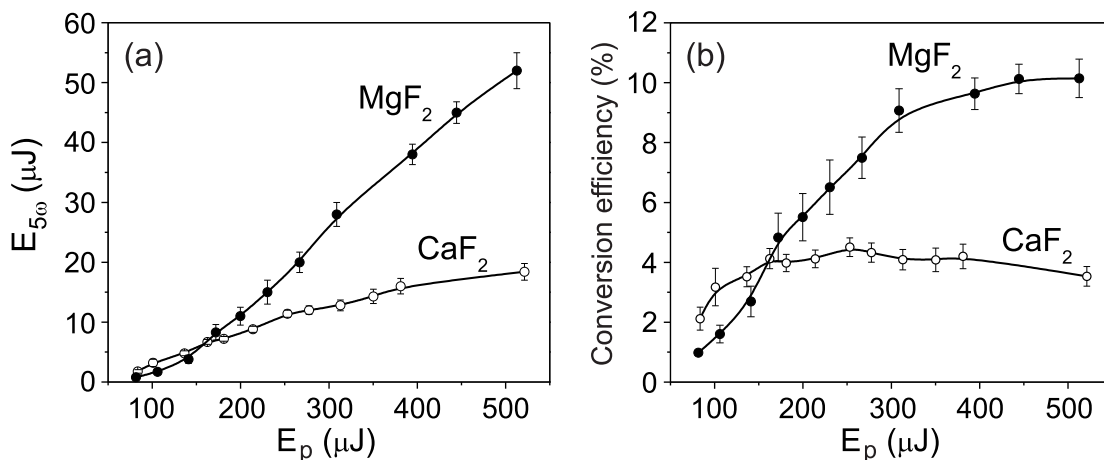 (a)
MgF₂
CaF₂
E₅ω (μJ)
60
50
40
30
20
10
0
100 200 300 400 500
Eₚ (μJ)
(b)
MgF₂
CaF₂
Conversion efficiency (%)
12
10
8
6
4
2
0
100 200 300 400 500
Eₚ (μJ)